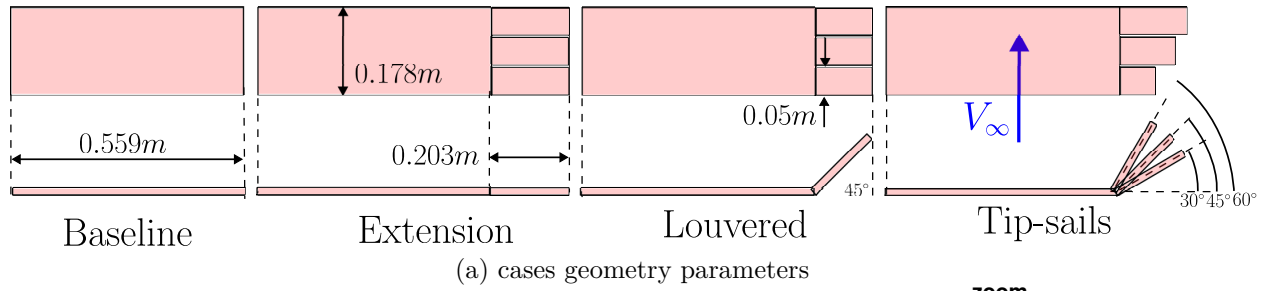 0.178m
0.05m
V∞
0.559m
0.203m
45°
30°45°60°
Baseline
Extension
Louvered
Tip-sails
(a) cases geometry parameters